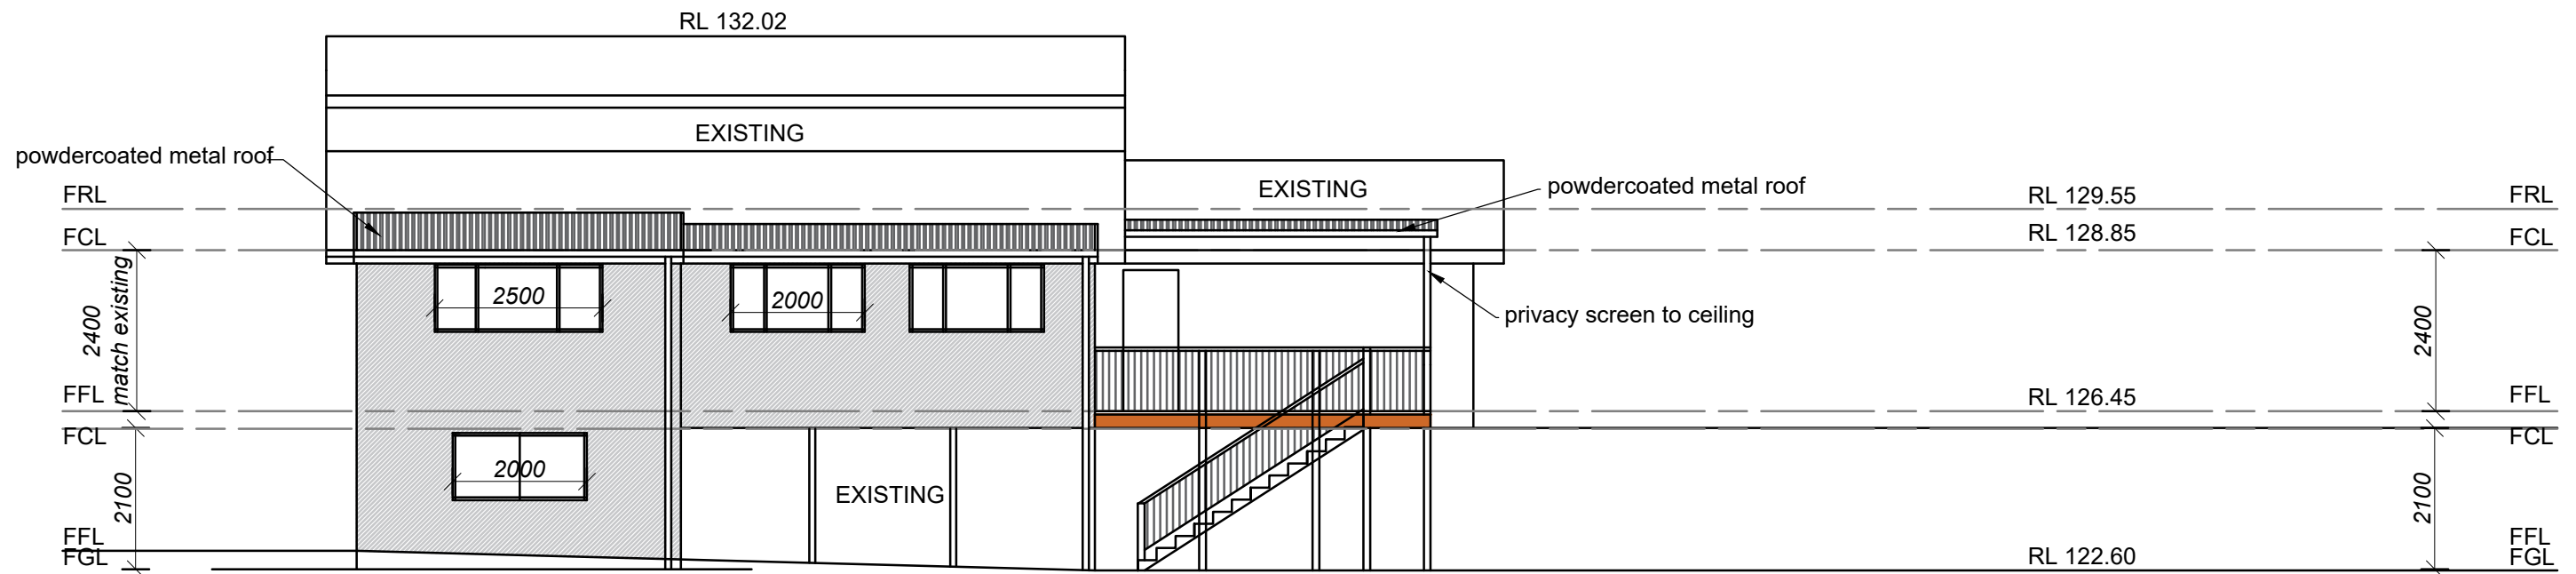 RL 132.02
EXISTING
powdercoated metal roof
EXISTING
powdercoated metal roof
FRL
RL 129.55
FRL
FCL
RL 128.85
FCL
2400
match existing
2500
2000
privacy screen to ceiling
2400
FFL
RL 126.45
FFL
FCL
FCL
2100
2000
EXISTING
2100
FFL
FFL
FGL
RL 122.60
FGL